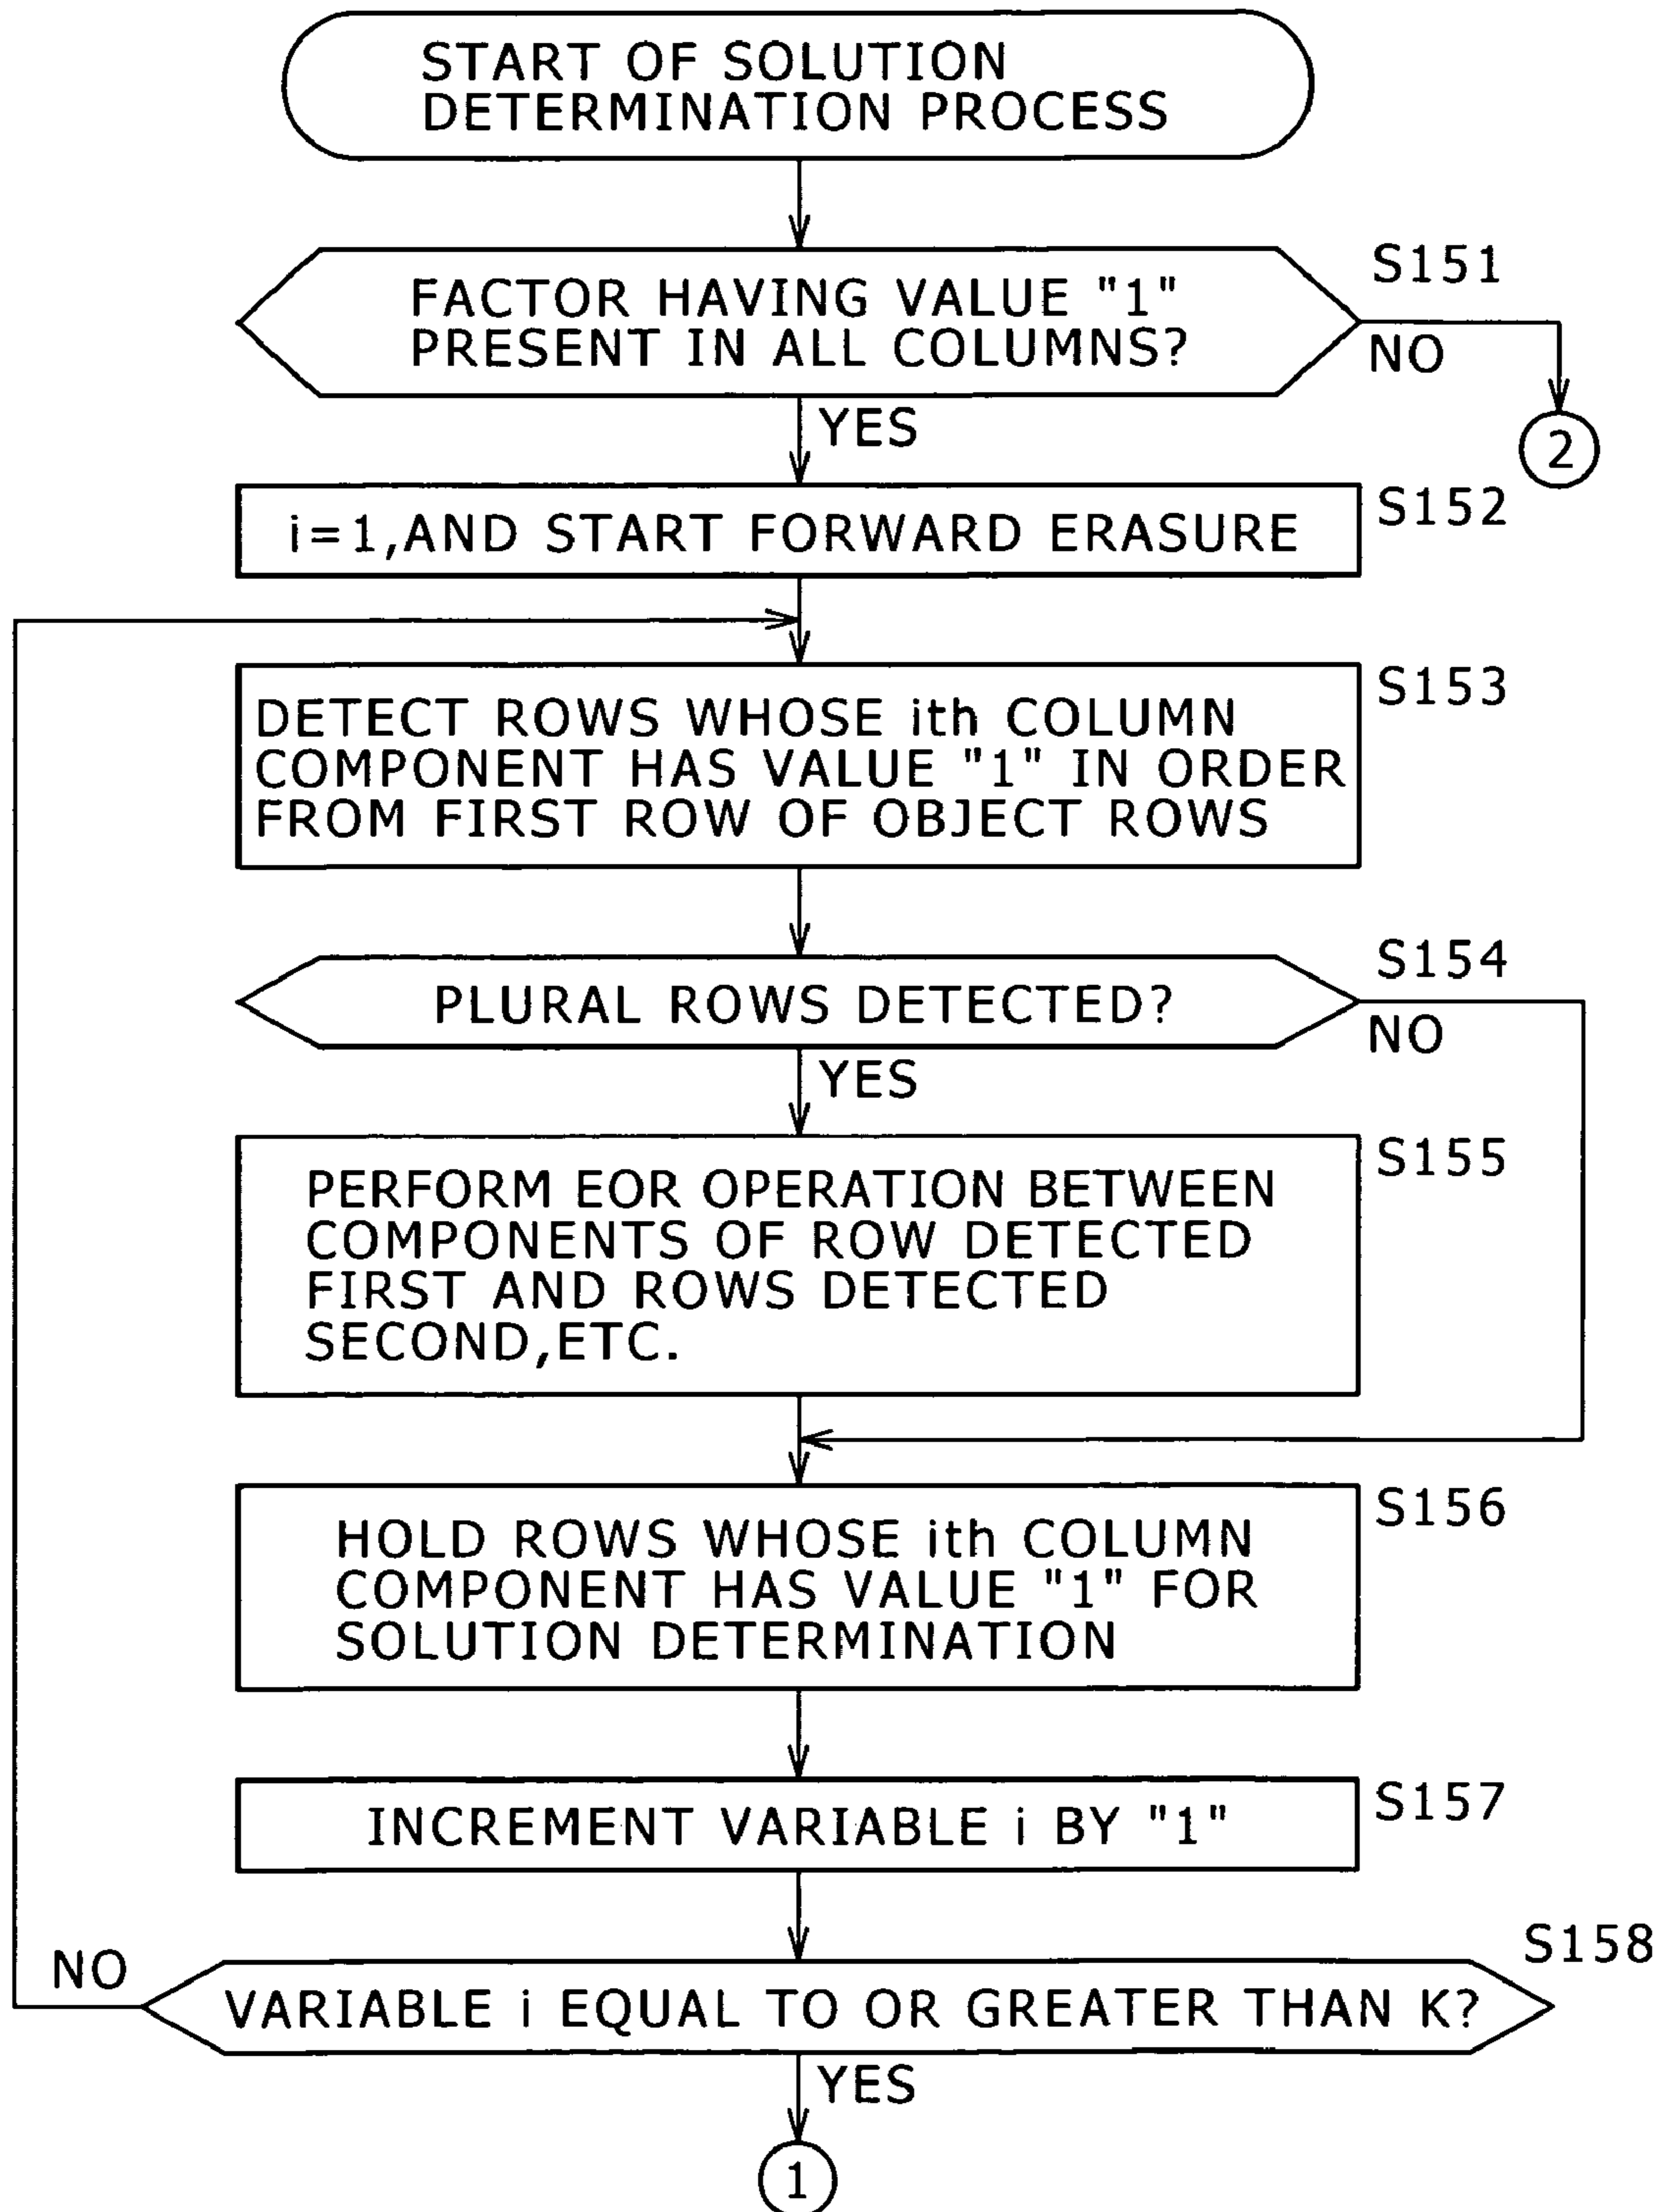 START OF SOLUTION
DETERMINATION PROCESS
S151
FACTOR HAVING VALUE "1"
PRESENT IN ALL COLUMNS?
NO
YES
2
S152
i=1,AND START FORWARD ERASURE
S153
DETECT ROWS WHOSE ith COLUMN
COMPONENT HAS VALUE "1" IN ORDER
FROM FIRST ROW OF OBJECT ROWS
S154
PLURAL ROWS DETECTED?
NO
YES
S155
PERFORM EOR OPERATION BETWEEN
COMPONENTS OF ROW DETECTED
FIRST AND ROWS DETECTED
SECOND,ETC.
S156
HOLD ROWS WHOSE ith COLUMN
COMPONENT HAS VALUE "1" FOR
SOLUTION DETERMINATION
S157
INCREMENT VARIABLE i BY "1"
S158
NO
VARIABLE i EQUAL TO OR GREATER THAN K?
YES
1